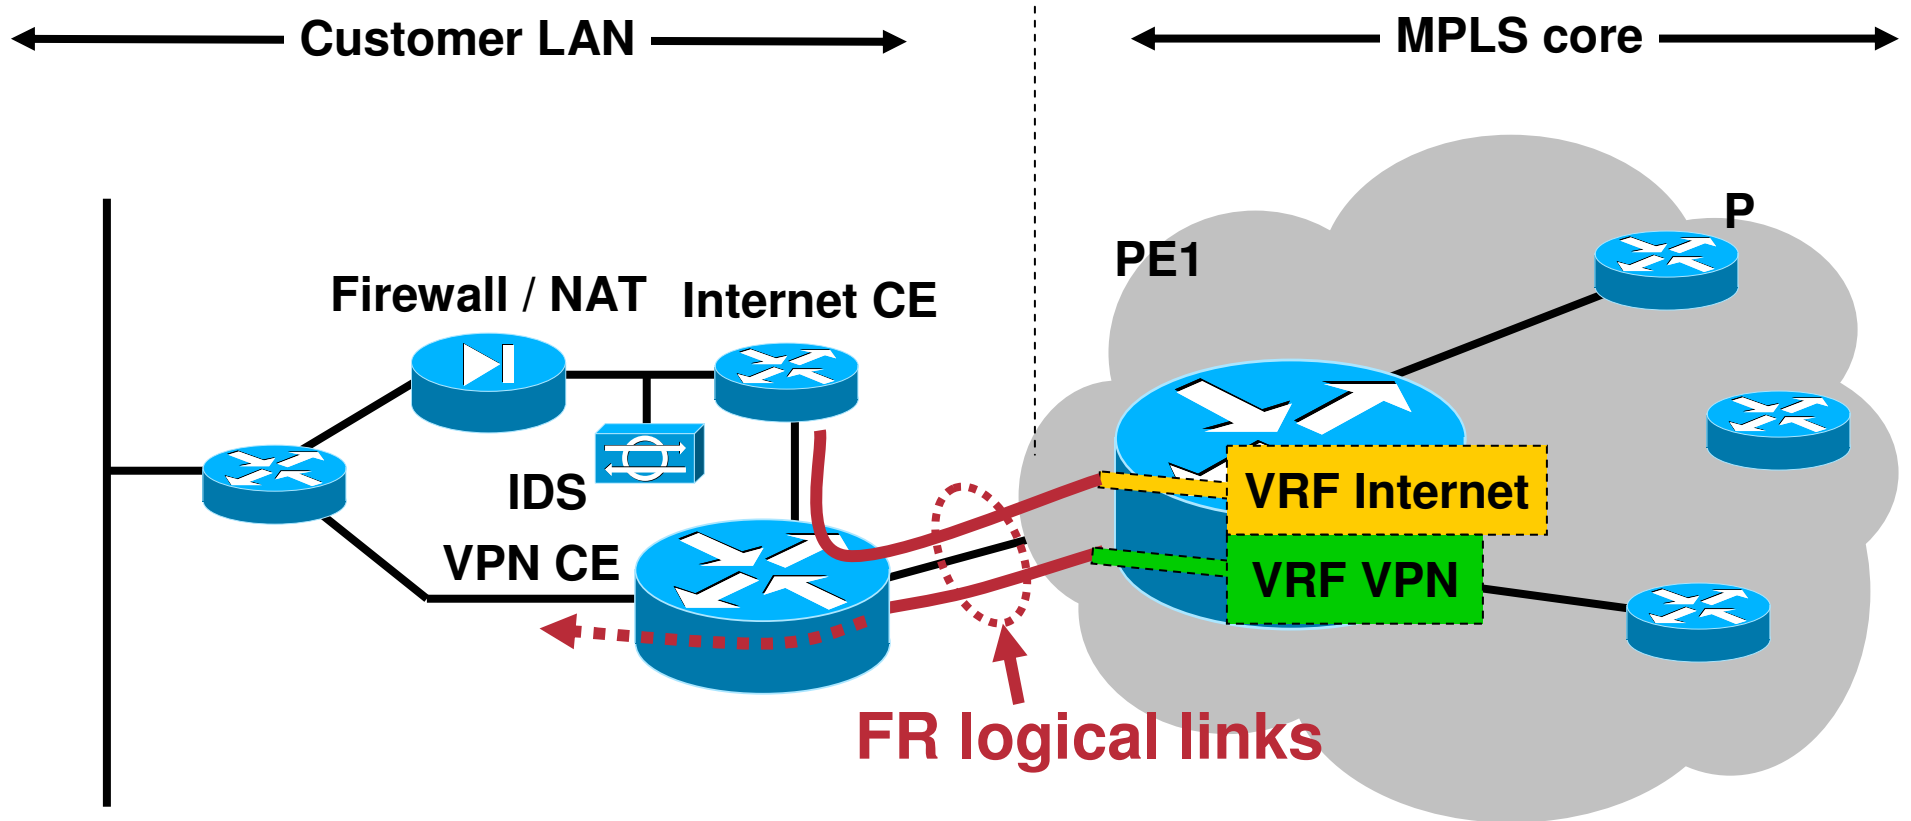 Customer LAN
MPLS core
P
PE1
Firewall / NAT
Internet CE
IDS
VRF Internet
VPN CE
VRF VPN
FR logical links